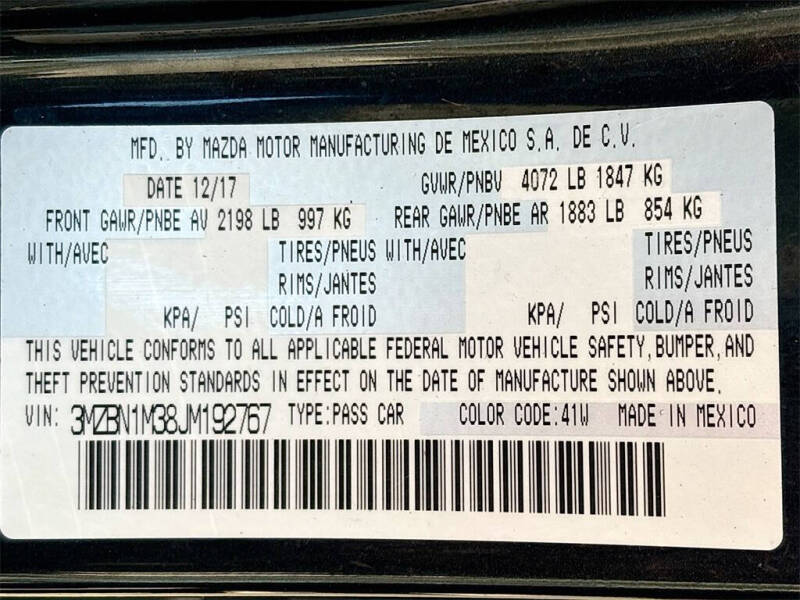 MFD. BY MAZDA MOTOR MANUFACTURING DE MEXICO S.A. DE C.V.
DATE 12/17 GVWR/PNBV 4072 LB 1847 KG
FRONT GAWR/PNBE AV 2198 LB 997 KG REAR GAWR/PNBE AR 1883 LB 854 KG
WITH/AVEC TIRES/PNEUS WITH/AVEC TIRES/PNEUS
RIMS/JANTES RIMS/JANTES
KPA/ PSI COLD/A FROID KPA/ PSI COLD/A FROID
THIS VEHICLE CONFORMS TO ALL APPLICABLE FEDERAL MOTOR VEHICLE SAFETY, BUMPER, AND
THEFT PREVENTION STANDARDS IN EFFECT ON THE DATE OF MANUFACTURE SHOWN ABOVE.
VIN: 3MZBN1M38JM192767 TYPE:PASS CAR COLOR CODE:41W MADE IN MEXICO